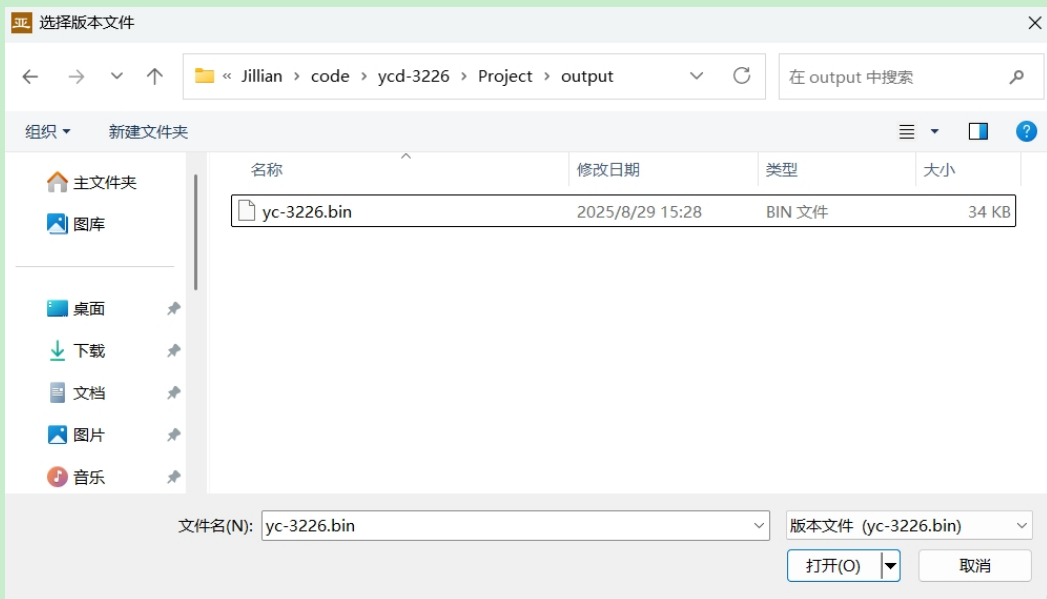 亚 选择版本文件
« Jillian › code › ycd-3226 › Project › output
在 output 中搜索
组织 新建文件夹
?
名称 修改日期 类型 大小
yc-3226.bin 2025/8/29 15:28 BIN 文件 34 KB
主文件夹
图库
桌面
下载
文档
图片
音乐
文件名(N): yc-3226.bin 版本文件 (yc-3226.bin)
打开(O) 取消